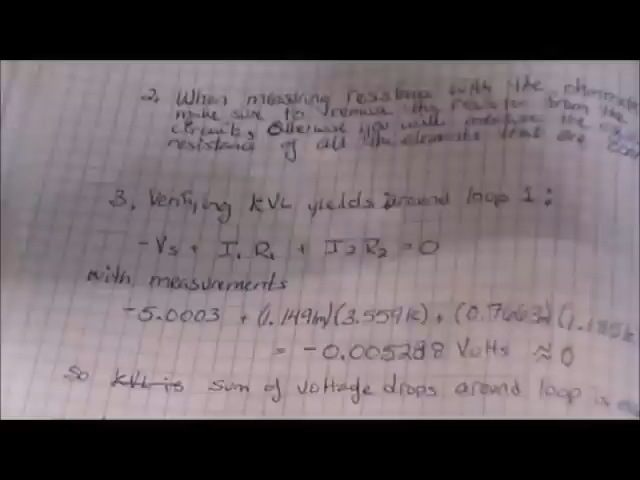 2. When measuring resistance with the ohmmeter
make sure to remove the resistor from the
circuit, otherwise you will measure the
resistance of all the elements that are
3. Verifying KVL yields around loop 1:
-Vs + I1R1 + I2R2 = 0
with measurements
-5.0003 + (1.149m)(3.559k) +
= -0.005288 Volts ≈ 0
So KVL is sum of voltage drops around loop is